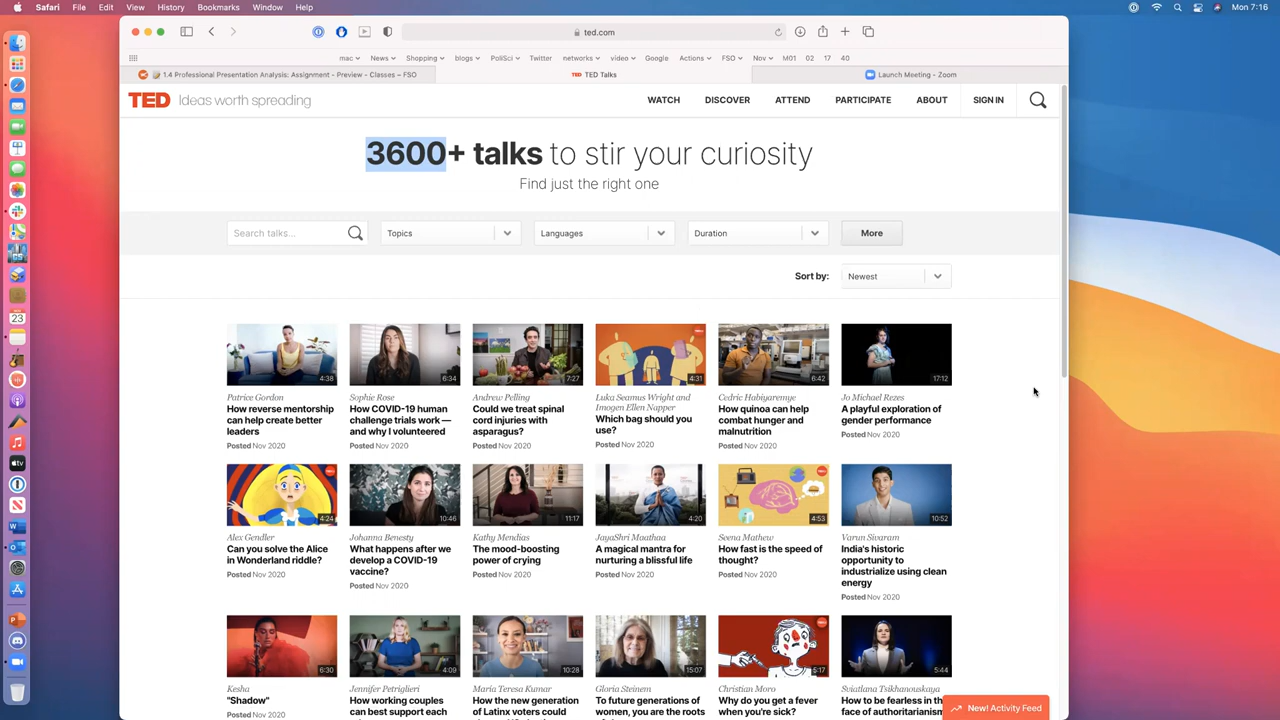 Safari File Edit View History Bookmarks Window Help Mon 7:16
ted.com
mac News Shopping blogs PoliSci Twitter networks video Google Actions FSO Nov M01 02 17 40
1.4 Professional Presentation Analysis: Assignment - Preview - Classes – FSO
TED TED Talks
Launch Meeting - Zoom
TED Ideas worth spreading WATCH DISCOVER ATTEND PARTICIPATE ABOUT SIGN IN
3600+ talks to stir your curiosity
Find just the right one
Search talks... Topics Languages Duration More
Sort by: Newest
4:38 6:34 7:27 4:31 6:42 17:12
Patrice Gordon
How reverse mentorship
can help create better
leaders
Posted Nov 2020
Sophie Rose
How COVID-19 human
challenge trials work —
and why I volunteered
Posted Nov 2020
Andrew Pelling
Could we treat spinal
cord injuries with
asparagus?
Posted Nov 2020
Luka Seamus Wright and
Imogen Ellen Napper
Which bag should you
use?
Posted Nov 2020
Cedric Habiyaremye
How quinoa can help
combat hunger and
malnutrition
Posted Nov 2020
Jo Michael Rezes
A playful exploration of
gender performance
Posted Nov 2020
4:24 10:46 11:17 4:20 4:53 10:52
Alex Gendler
Can you solve the Alice
in Wonderland riddle?
Posted Nov 2020
Johanna Benesty
What happens after we
develop a COVID-19
vaccine?
Posted Nov 2020
Kathy Mendias
The mood-boosting
power of crying
Posted Nov 2020
JayaShri Maathaa
A magical mantra for
nurturing a blissful life
Posted Nov 2020
Seena Mathew
How fast is the speed of
thought?
Posted Nov 2020
Varun Sivaram
India's historic
opportunity to
industrialize using clean
energy
Posted Nov 2020
6:30 4:09 10:28 15:07 5:17 5:44
Kesha
"Shadow"
Posted Nov 2020
Jennifer Petriglieri
How working couples
can best support each
María Teresa Kumar
How the new generation
of Latinx voters could
Gloria Steinem
To future generations of
women, you are the roots
Christian Moro
Why do you get a fever
when you're sick?
Sviatlana Tsikhanouskaya
How to be fearless in the
face of authoritarianism
New! Activity Feed
23